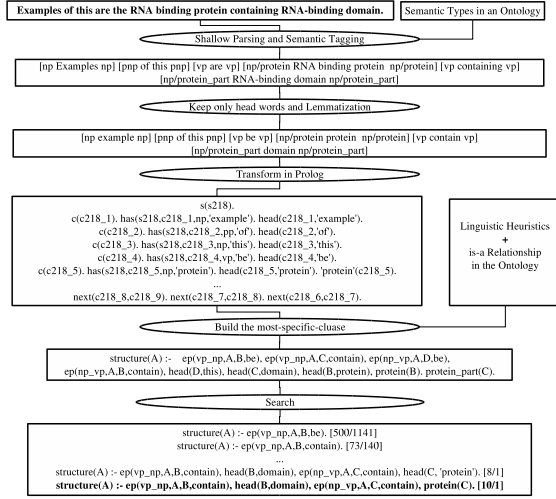 Examples of this are the RNA binding protein containing RNA-binding domain.
Semantic Types in an Ontology
Shallow Parsing and Semantic Tagging
[np Examples np] [pnp of this pnp] [vp are vp] [np/protein RNA binding protein np/protein] [vp containing vp]
[np/protein_part RNA-binding domain np/protein_part]
Keep only head words and Lemmatization
[np example np] [pnp of this pnp] [vp be vp] [np/protein protein np/protein] [vp contain vp]
[np/protein_part domain np/protein_part]
Transform in Prolog
s(s218).
c(c218_1). has(s218,c218_1,np,'example'). head(c218_1,'example').
c(c218_2). has(s218,c218_2,pp,'of'). head(c218_2,'of').
c(c218_3). has(s218,c218_3,np,'this'). head(c218_3,'this').
c(c218_4). has(s218,c218_4,vp,'be'). head(c218_4,'be').
c(c218_5). has(s218,c218_5,np,'protein'). head(c218_5,'protein'). 'protein'(c218_5).
...
next(c218_8,c218_9). next(c218_7,c218_8). next(c218_6,c218_7).
Linguistic Heuristics
+
is-a Relationship
in the Ontology
Build the most-specific-cluase
structure(A) :- ep(vp_np,A,B,be), ep(vp_np,A,C,contain), ep(np_vp,A,D,be),
ep(np_vp,A,B,contain), head(D,this), head(C,domain), head(B,protein), protein(B). protein_part(C).
Search
structure(A) :- ep(vp_np,A,B,be). [500/1141]
structure(A) :- ep(vp_np,A,B,contain). [73/140]
...
structure(A) :- ep(vp_np,A,B,contain), head(B,domain), ep(np_vp,A,C,contain), head(C, 'protein'). [8/1]
structure(A) :- ep(vp_np,A,B,contain), head(B,domain), ep(np_vp,A,C,contain), protein(C). [10/1]